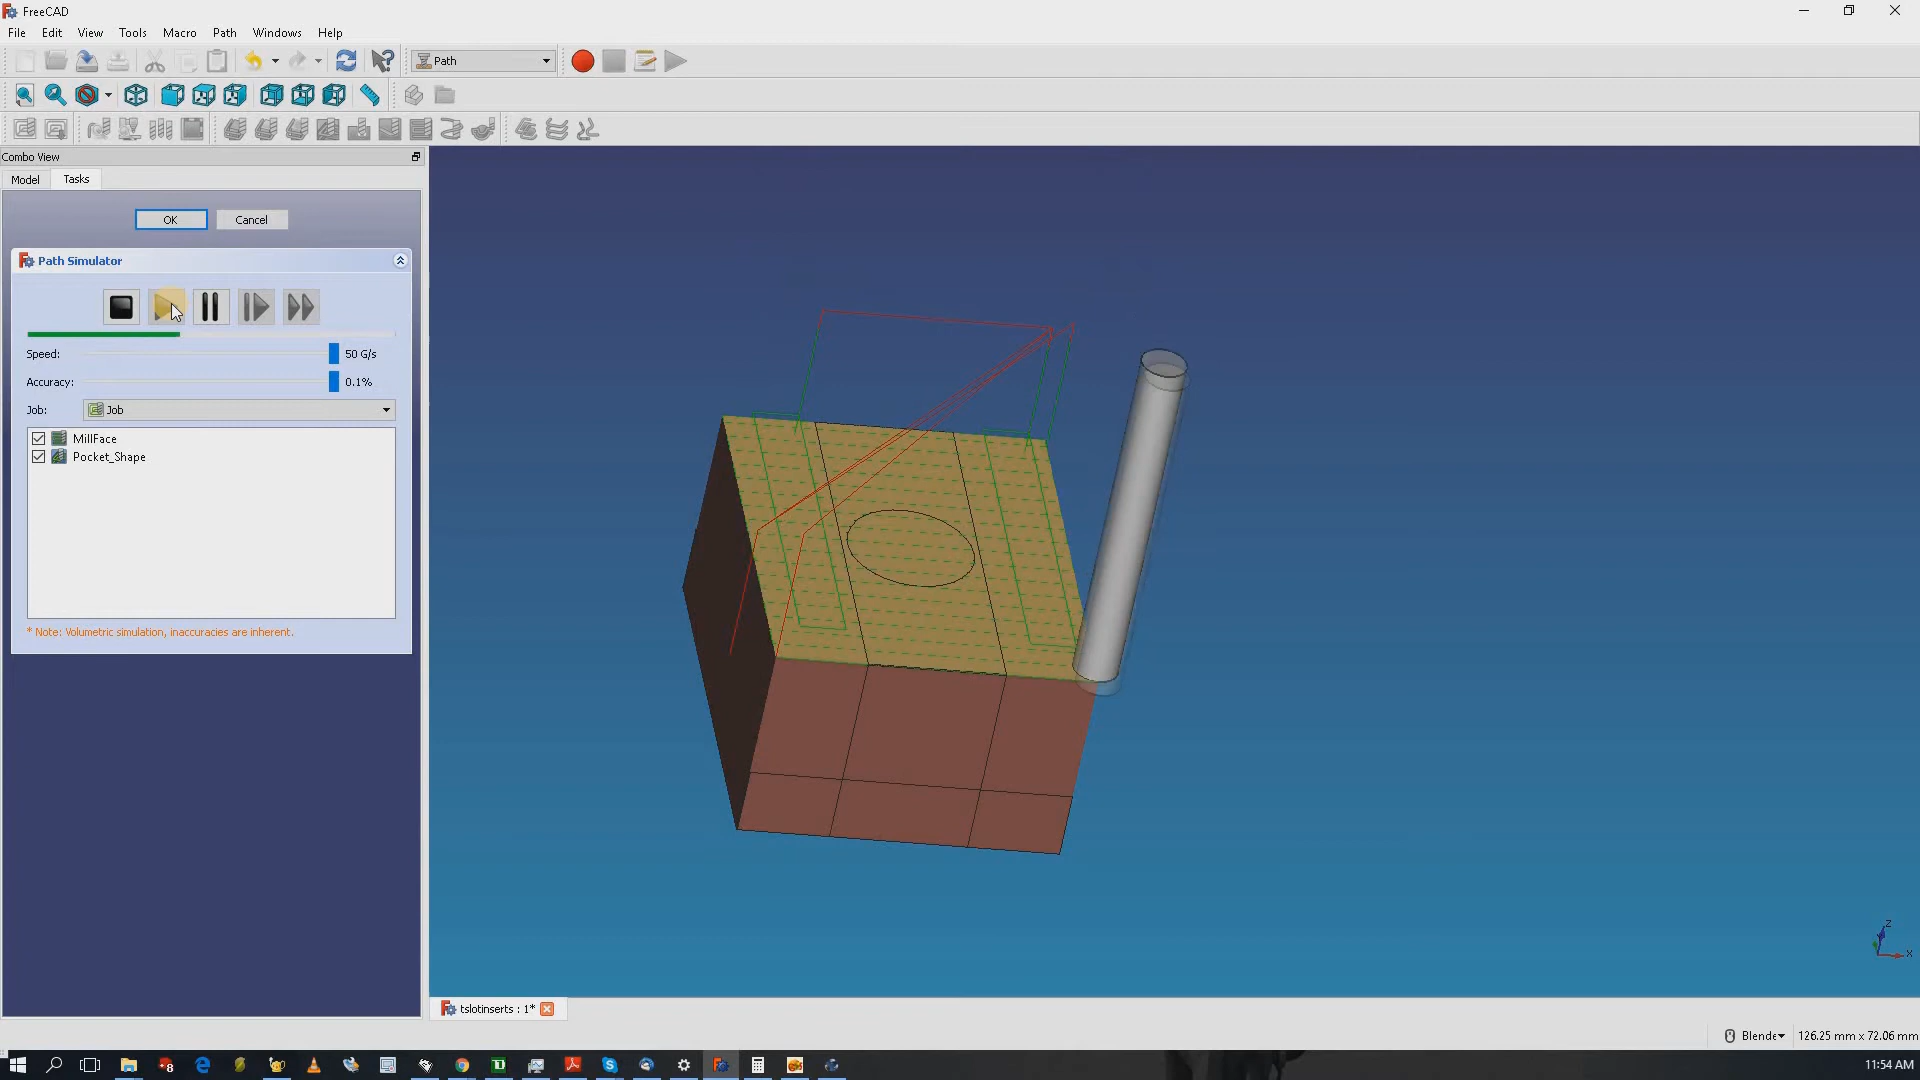 FreeCAD
File Edit View Tools Macro Path Windows Help
Path
Combo View
Model Tasks
OK Cancel
Path Simulator
Speed: 50 G/s
Accuracy: 0.1%
Job: Job
MillFace
Pocket_Shape
* Note: Volumetric simulation, inaccuracies are inherent.
Z
X
tslotinserts : 1*
Blende 126.25 mm x 72.06 mm
11:54 AM